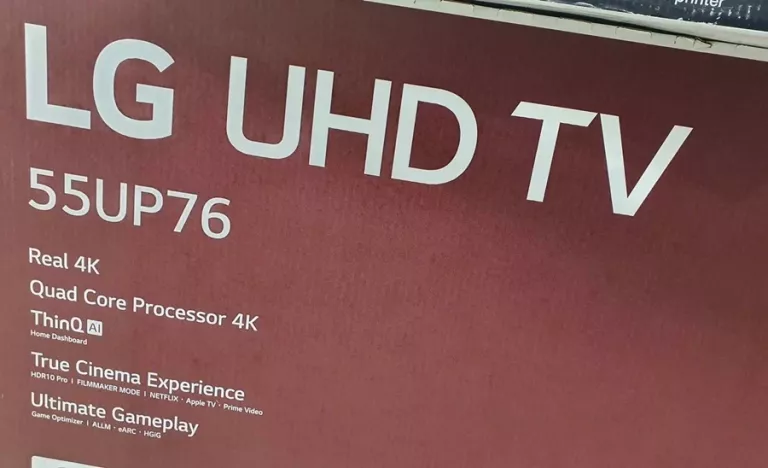 printer
LG UHD TV
55UP76
Real 4K
Quad Core Processor 4K
ThinQ AI
Home Dashboard
True Cinema Experience
HDR10 Pro | FILMMAKER MODE | NETFLIX · Apple TV · Prime Video
Ultimate Gameplay
Game Optimizer | ALLM · eARC · HGiG